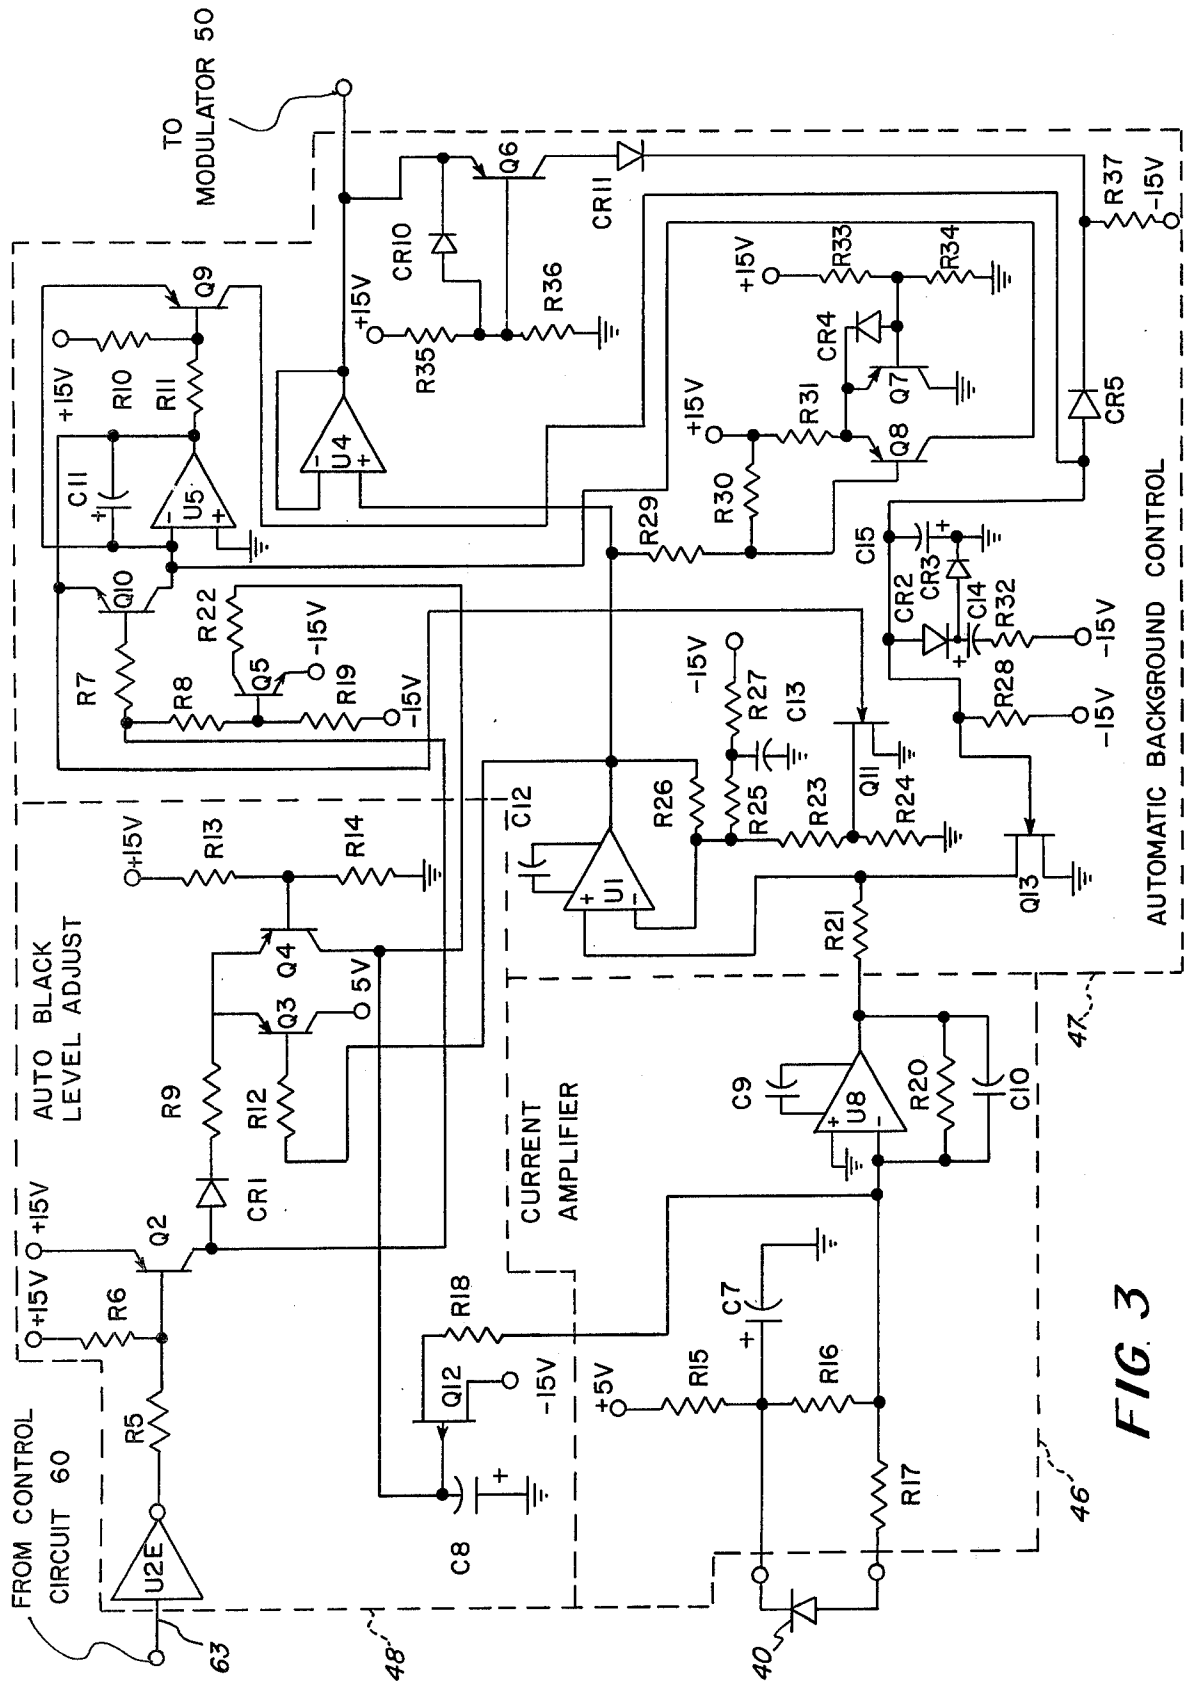 FROM CONTROL
CIRCUIT 60
63
U2E
R5
R6
+15V
+15V
Q2
CR1
R9
R12
Q3
5V
Q4
R13
+15V
R14
AUTO BLACK
LEVEL ADJUST
48
C8
+
Q12
-15V
R18
R7
R8
Q5
R22
-15V
R19
-15V
Q10
C11
+
U5
-
+
R10
+15V
R11
Q9
TO
MODULATOR 50
U4
-
+
+15V
R35
R36
CR10
Q6
CR11
R37
-15V
CR5
C12
U1
+
-
R26
R25
R27
-15V
C13
R23
R24
Q11
R29
R30
+15V
R31
Q8
Q7
CR4
+15V
R33
R34
C15
+
CR3
CR2
C14
+
R32
-15V
R28
-15V
Q13
R21
AUTOMATIC BACKGROUND CONTROL
47
CURRENT
AMPLIFIER
C9
U8
+
-
R20
C10
C7
+
+5V
R15
R16
R17
40
46
FIG. 3